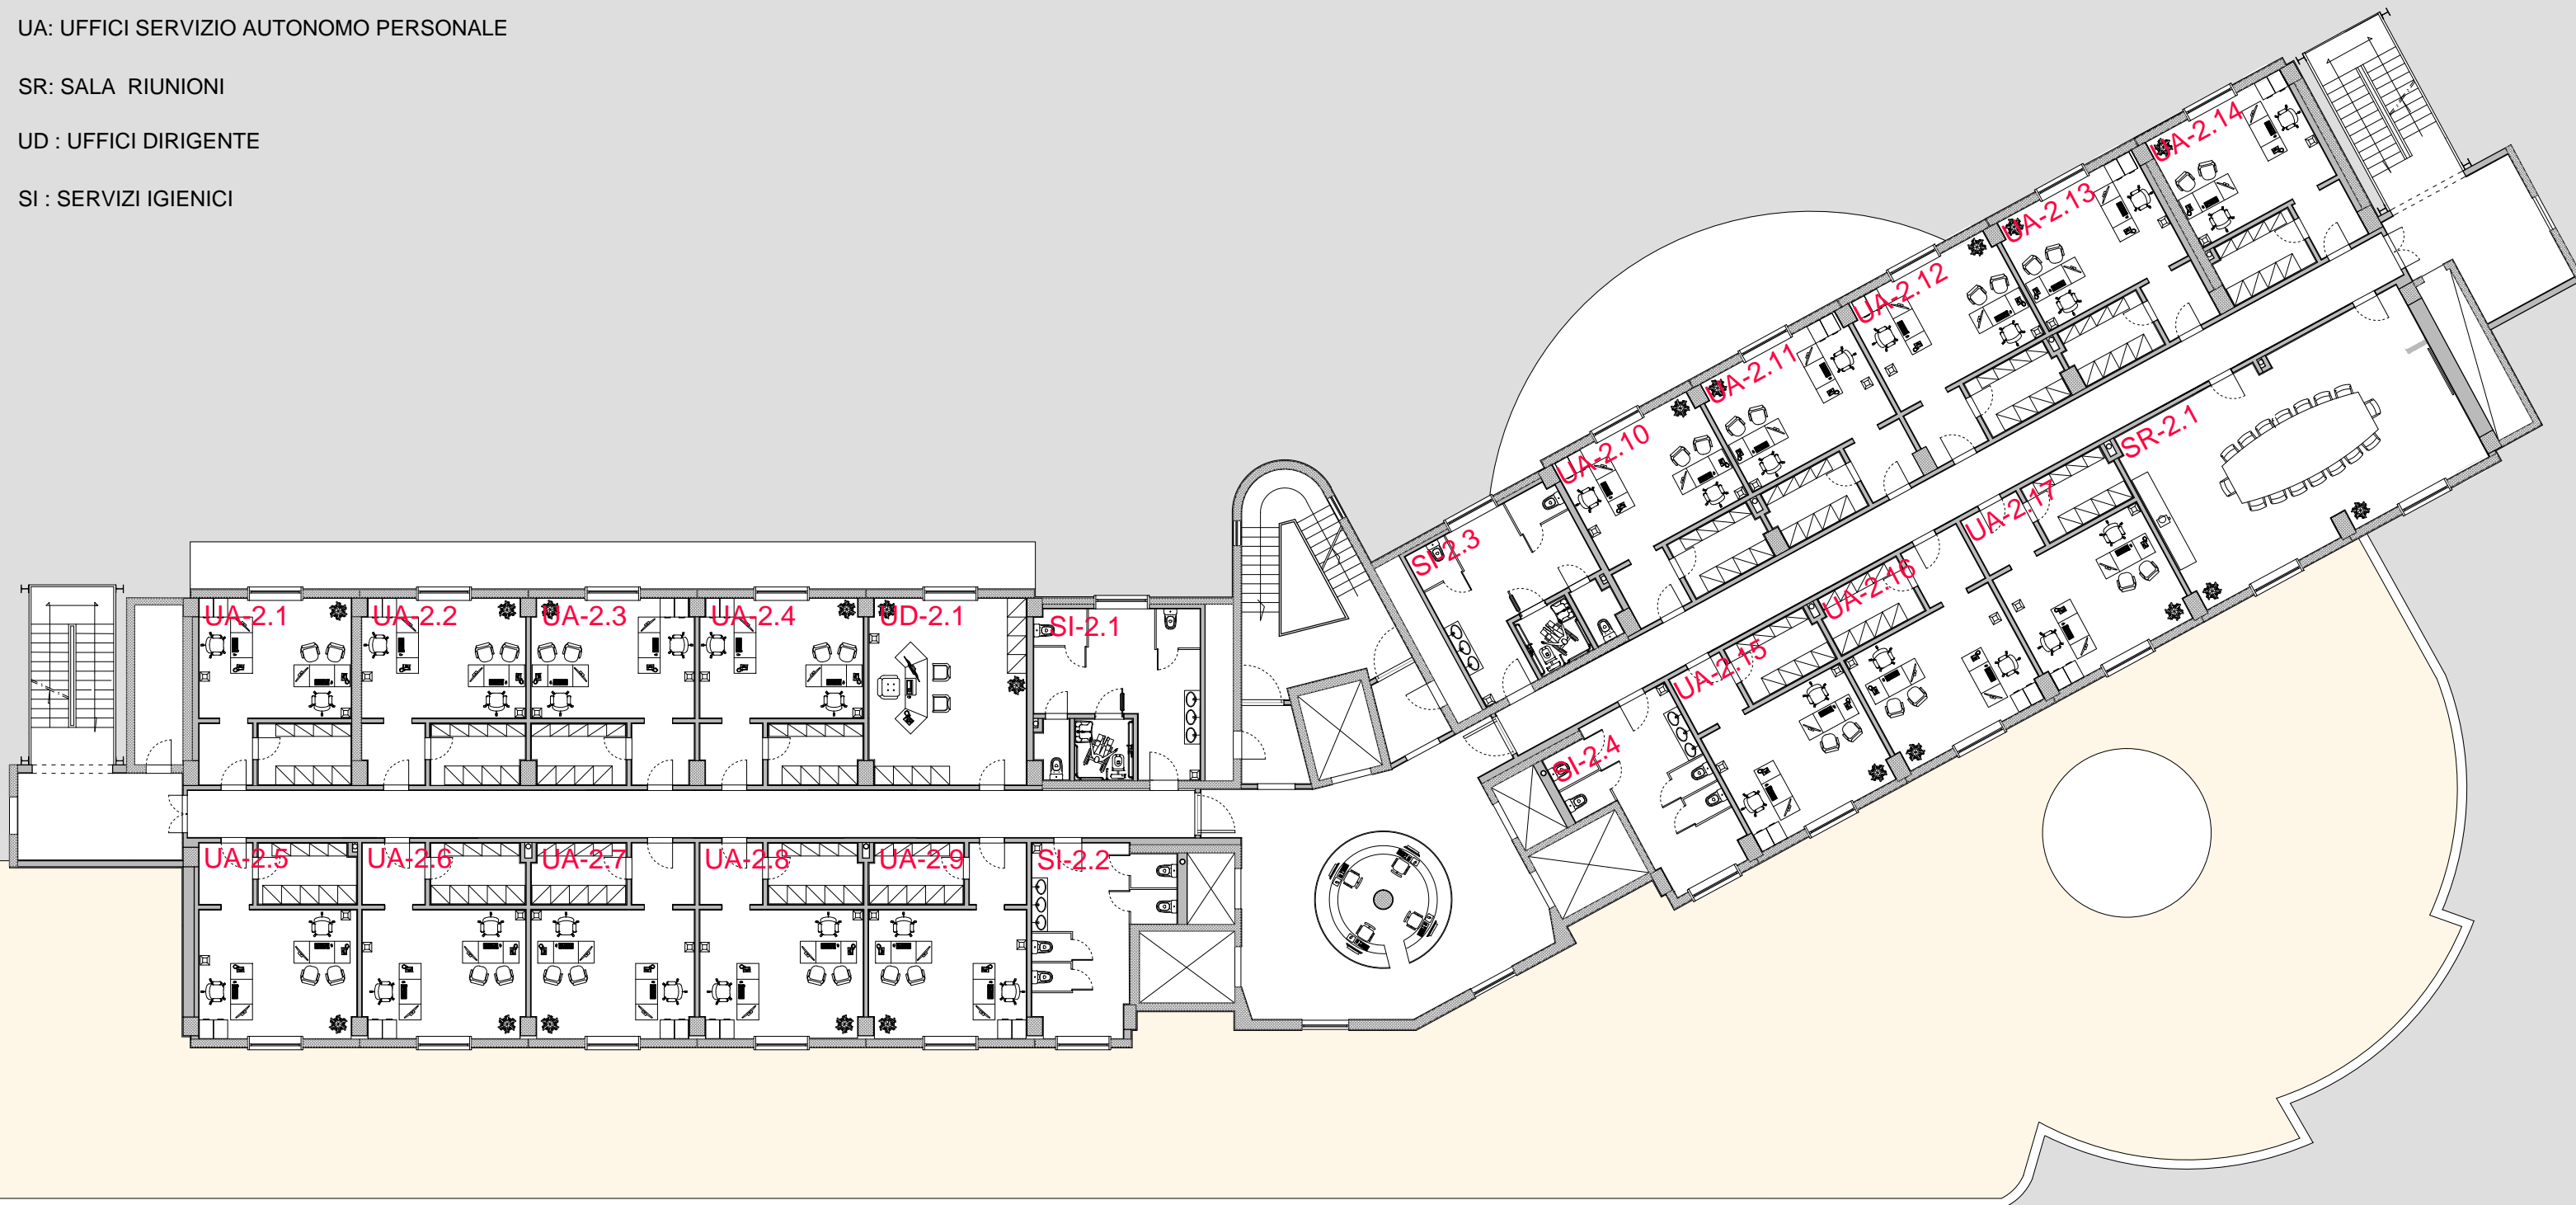 UA: UFFICI SERVIZIO AUTONOMO PERSONALE
SR: SALA RIUNIONI
UD : UFFICI DIRIGENTE
SI : SERVIZI IGIENICI
UA-2.14
UA-2.13
UA-2.12
UA-2.11
UA-2.10
SR-2.1
UA-2.17
SI-2.3
UA-2.16
UA-2.15
SI-2.4
UA-2.1
UA-2.2
UA-2.3
UA-2.4
UD-2.1
SI-2.1
UA-2.5
UA-2.6
UA-2.7
UA-2.8
UA-2.9
SI-2.2